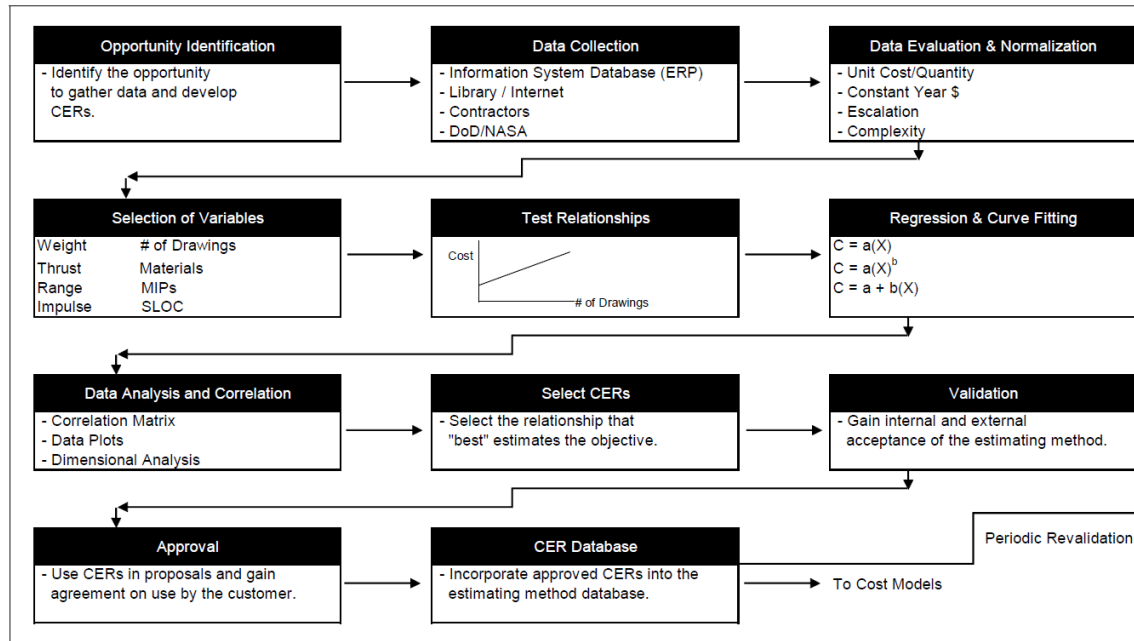 Opportunity Identification
- Identify the opportunity
to gather data and develop
CERs.
Data Collection
- Information System Database (ERP)
- Library / Internet
- Contractors
- DoD/NASA
Data Evaluation & Normalization
- Unit Cost/Quantity
- Constant Year $
- Escalation
- Complexity
Selection of Variables
Weight # of Drawings
Thrust Materials
Range MIPs
Impulse SLOC
Test Relationships
Cost
# of Drawings
Regression & Curve Fitting
C = a(X)
C = a(X)^b
C = a + b(X)
Data Analysis and Correlation
- Correlation Matrix
- Data Plots
- Dimensional Analysis
Select CERs
- Select the relationship that
"best" estimates the objective.
Validation
- Gain internal and external
acceptance of the estimating method.
Approval
- Use CERs in proposals and gain
agreement on use by the customer.
CER Database
- Incorporate approved CERs into the
estimating method database.
Periodic Revalidation
To Cost Models